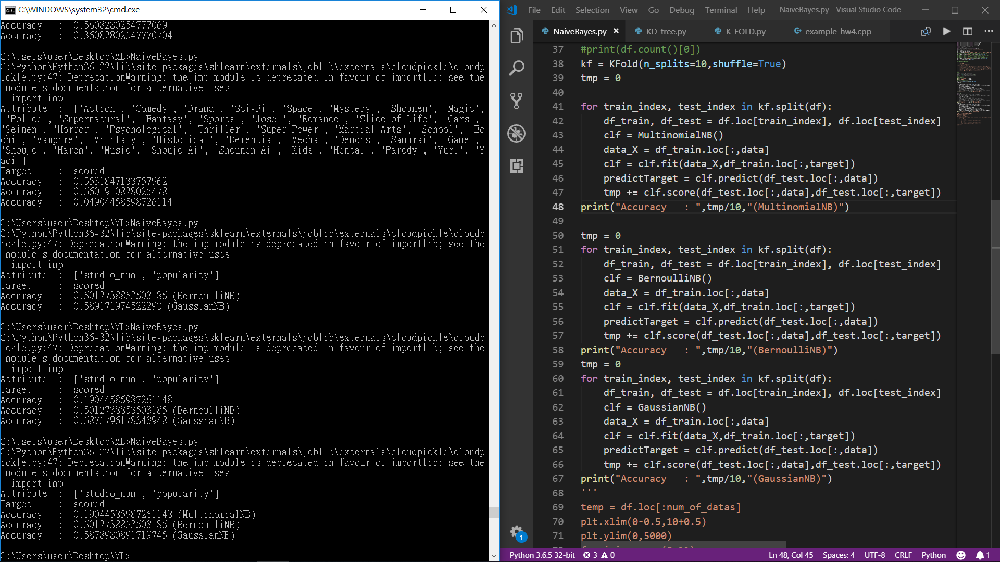 C:\WINDOWS\system32\cmd.exe
Accuracy   :  0.5608280254777069
Accuracy   :  0.36082802547770704
C:\Users\user\Desktop\ML>NaiveBayes.py
C:\Python\Python36-32\lib\site-packages\sklearn\externals\joblib\externals\cloudpickle\cloudp
ickle.py:47: DeprecationWarning: the imp module is deprecated in favour of importlib; see the
 module's documentation for alternative uses
  import imp
Attribute  :  ['Action', 'Comedy', 'Drama', 'Sci-Fi', 'Space', 'Mystery', 'Shounen', 'Magic',
 'Police', 'Supernatural', 'Fantasy', 'Sports', 'Josei', 'Romance', 'Slice of Life', 'Cars',
'Seinen', 'Horror', 'Psychological', 'Thriller', 'Super Power', 'Martial Arts', 'School', 'Ec
chi', 'Vampire', 'Military', 'Historical', 'Dementia', 'Mecha', 'Demons', 'Samurai', 'Game',
'Shoujo', 'Harem', 'Music', 'Shoujo Ai', 'Shounen Ai', 'Kids', 'Hentai', 'Parody', 'Yuri', 'Y
aoi']
Target     :  scored
Accuracy   :  0.5531847133757962
Accuracy   :  0.5601910828025478
Accuracy   :  0.04904458598726114
C:\Users\user\Desktop\ML>NaiveBayes.py
C:\Python\Python36-32\lib\site-packages\sklearn\externals\joblib\externals\cloudpickle\cloudp
ickle.py:47: DeprecationWarning: the imp module is deprecated in favour of importlib; see the
 module's documentation for alternative uses
  import imp
Attribute  :  ['studio_num', 'popularity']
Target     :  scored
Accuracy   :  0.5012738853503185 (BernoulliNB)
Accuracy   :  0.589171974522293 (GaussianNB)
C:\Users\user\Desktop\ML>NaiveBayes.py
C:\Python\Python36-32\lib\site-packages\sklearn\externals\joblib\externals\cloudpickle\cloudp
ickle.py:47: DeprecationWarning: the imp module is deprecated in favour of importlib; see the
 module's documentation for alternative uses
  import imp
Attribute  :  ['studio_num', 'popularity']
Target     :  scored
Accuracy   :  0.19044585987261148
Accuracy   :  0.5012738853503185 (BernoulliNB)
Accuracy   :  0.5875796178343948 (GaussianNB)
C:\Users\user\Desktop\ML>NaiveBayes.py
C:\Python\Python36-32\lib\site-packages\sklearn\externals\joblib\externals\cloudpickle\cloudp
ickle.py:47: DeprecationWarning: the imp module is deprecated in favour of importlib; see the
 module's documentation for alternative uses
  import imp
Attribute  :  ['studio_num', 'popularity']
Target     :  scored
Accuracy   :  0.19044585987261148 (MultinomialNB)
Accuracy   :  0.5012738853503185 (BernoulliNB)
Accuracy   :  0.5878980891719745 (GaussianNB)
C:\Users\user\Desktop\ML>
File Edit Selection View Go Debug Terminal Help NaiveBayes.py - Visual Studio Code
NaiveBayes.py KD_tree.py K-FOLD.py example_hw4.cpp
37 #print(df.count()[0])
38 kf = KFold(n_splits=10,shuffle=True)
39 tmp = 0
40
41 for train_index, test_index in kf.split(df):
42     df_train, df_test = df.loc[train_index], df.loc[test_index]
43     clf = MultinomialNB()
44     data_X = df_train.loc[:,data]
45     clf = clf.fit(data_X,df_train.loc[:,target])
46     predictTarget = clf.predict(df_test.loc[:,data])
47     tmp += clf.score(df_test.loc[:,data],df_test.loc[:,target])
48 print("Accuracy   : ",tmp/10,"(MultinomialNB)")
49
50 tmp = 0
51 for train_index, test_index in kf.split(df):
52     df_train, df_test = df.loc[train_index], df.loc[test_index]
53     clf = BernoulliNB()
54     data_X = df_train.loc[:,data]
55     clf = clf.fit(data_X,df_train.loc[:,target])
56     predictTarget = clf.predict(df_test.loc[:,data])
57     tmp += clf.score(df_test.loc[:,data],df_test.loc[:,target])
58 print("Accuracy   : ",tmp/10,"(BernoulliNB)")
59 tmp = 0
60 for train_index, test_index in kf.split(df):
61     df_train, df_test = df.loc[train_index], df.loc[test_index]
62     clf = GaussianNB()
63     data_X = df_train.loc[:,data]
64     clf = clf.fit(data_X,df_train.loc[:,target])
65     predictTarget = clf.predict(df_test.loc[:,data])
66     tmp += clf.score(df_test.loc[:,data],df_test.loc[:,target])
67 print("Accuracy   : ",tmp/10,"(GaussianNB)")
68 '''
69 temp = df.loc[:num_of_datas]
70 plt.xlim(0-0.5,10+0.5)
71 plt.ylim(0,5000)
1
Python 3.6.5 32-bit 3 0 Ln 48, Col 45 Spaces: 4 UTF-8 CRLF Python 1